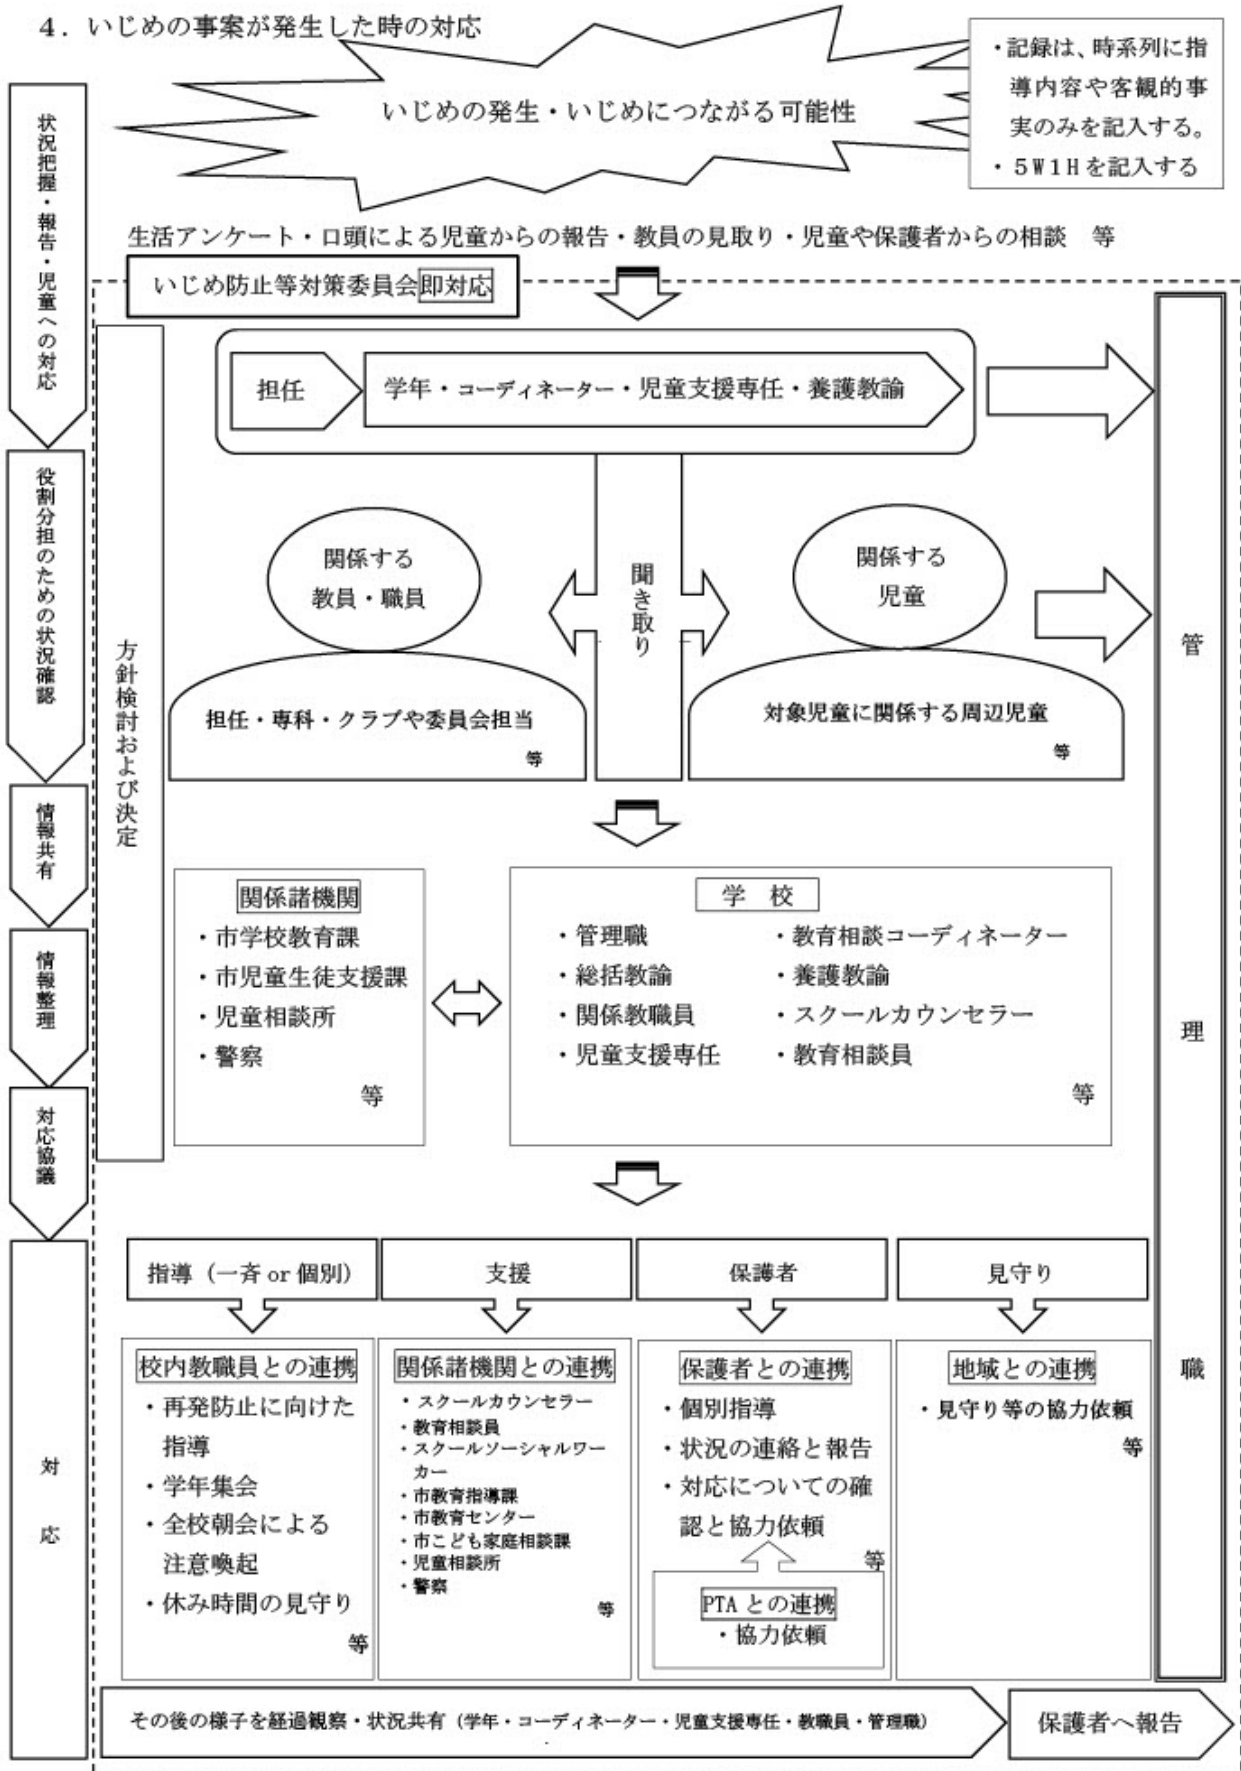 4．いじめの事案が発生した時の対応
いじめの発生・いじめにつながる可能性
・記録は、時系列に指
導内容や客観的事
実のみを記入する。
・5W1Hを記入する
状況把握・報告・児童への対応
生活アンケート・口頭による児童からの報告・教員の見取り・児童や保護者からの相談　等
いじめ防止等対策委員会即対応
担任
学年・コーディネーター・児童支援専任・養護教諭
役割分担のための状況確認
方針検討および決定
関係する
教員・職員
聞き取り
関係する
児童
管理職
担任・専科・クラブや委員会担当
等
対象児童に関係する周辺児童
等
情報共有
情報整理
対応協議
関係諸機関
・市学校教育課
・市児童生徒支援課
・児童相談所
・警察
等
学　校
・管理職
・総括教諭
・関係教職員
・児童支援専任
・教育相談コーディネーター
・養護教諭
・スクールカウンセラー
・教育相談員
等
対応
指導（一斉 or 個別）
支援
保護者
見守り
校内教職員との連携
・再発防止に向けた
指導
・学年集会
・全校朝会による
注意喚起
・休み時間の見守り
等
関係諸機関との連携
・スクールカウンセラー
・教育相談員
・スクールソーシャルワー
カー
・市教育指導課
・市教育センター
・市こども家庭相談課
・児童相談所
・警察
等
保護者との連携
・個別指導
・状況の連絡と報告
・対応についての確
認と協力依頼
等
PTAとの連携
・協力依頼
地域との連携
・見守り等の協力依頼
等
その後の様子を経過観察・状況共有（学年・コーディネーター・児童支援専任・教職員・管理職）
保護者へ報告